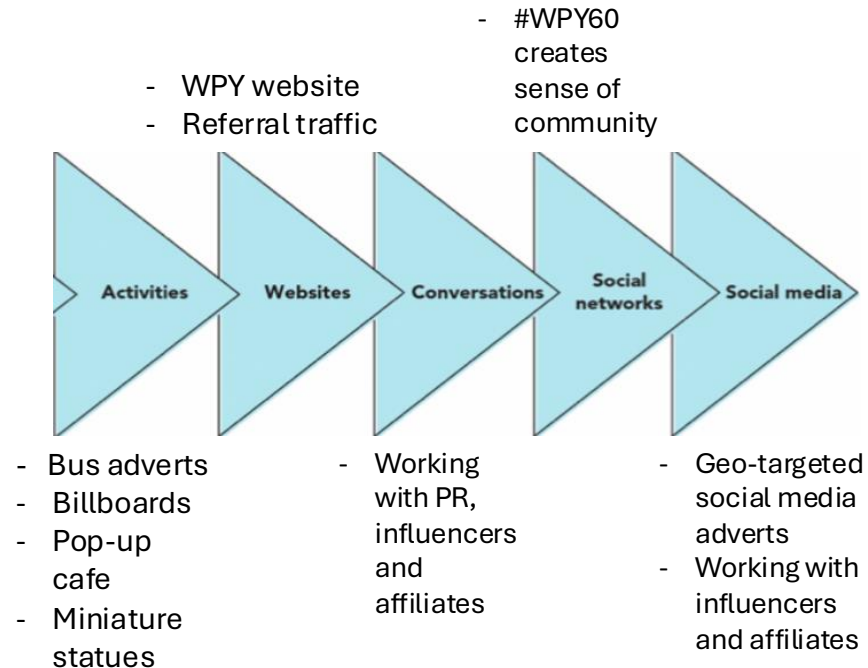 - #WPY60
creates
sense of
community
- WPY website
- Referral traffic
Activities
Websites
Conversations
Social
networks
Social media
- Bus adverts
- Billboards
- Pop-up
cafe
- Miniature
statues
- Working
with PR,
influencers
and
affiliates
- Geo-targeted
social media
adverts
- Working with
influencers
and affiliates